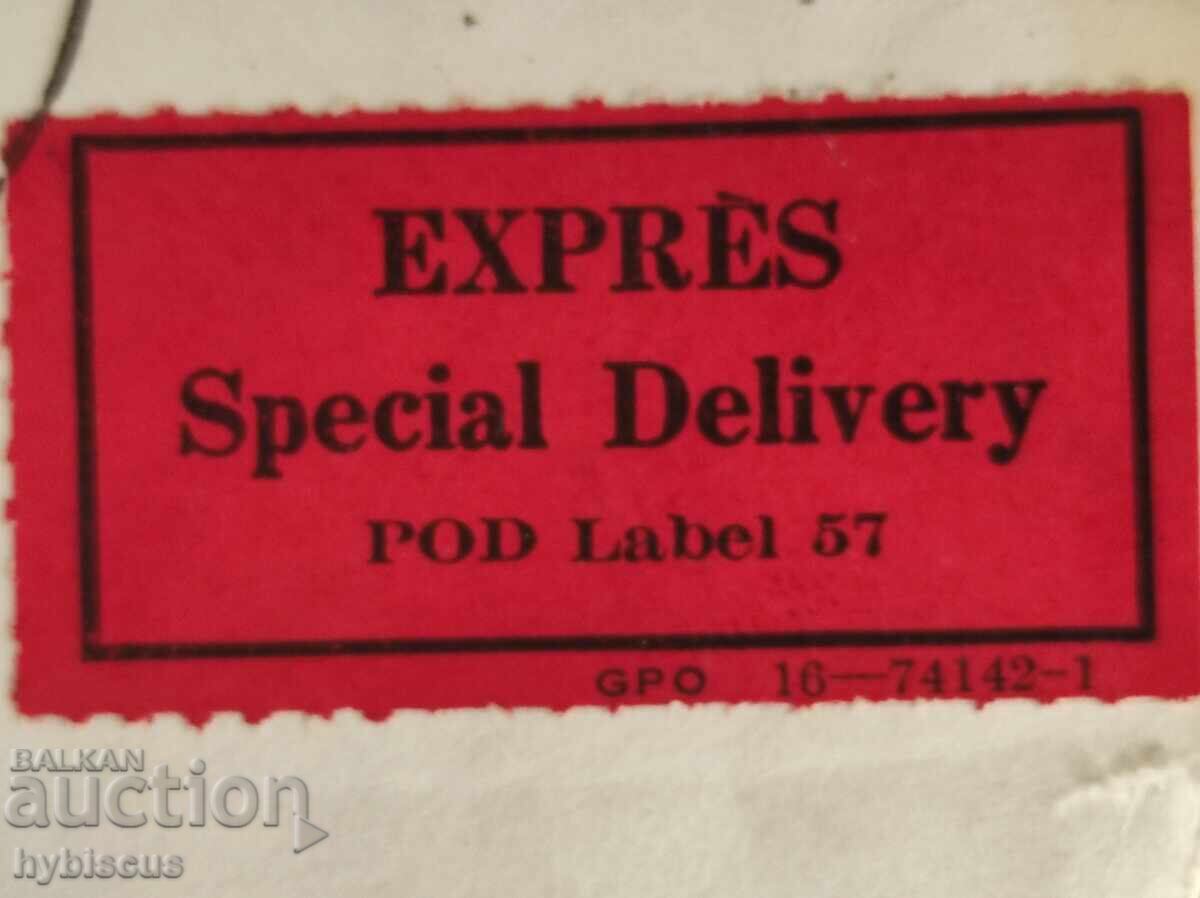 EXPRÈS
Special Delivery
POD Label 57
GPO 16—74142-1
BALKAN
auction
hybiscus